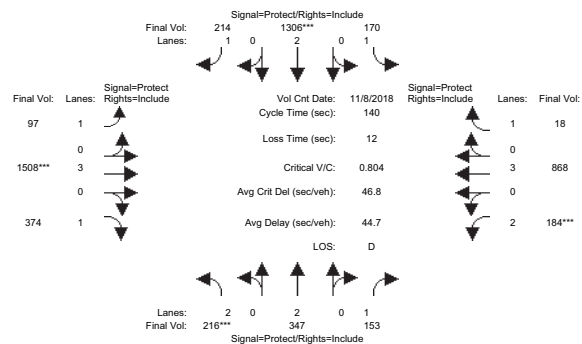 Signal=Protect/Rights=Include
Final Vol: 214 1306*** 170
Lanes: 1 0 2 0 1
Signal=Protect
Final Vol: Lanes: Rights=Include
Vol Cnt Date: 11/8/2018
Signal=Protect
Rights=Include Lanes: Final Vol:
Cycle Time (sec): 140
97 1
1 18
Loss Time (sec): 12
0
0
1508*** 3
Critical V/C: 0.804
3 868
0
Avg Crit Del (sec/veh): 46.8
0
374 1
Avg Delay (sec/veh): 44.7
2 184***
LOS: D
Lanes: 2 0 2 0 1
Final Vol: 216*** 347 153
Signal=Protect/Rights=Include